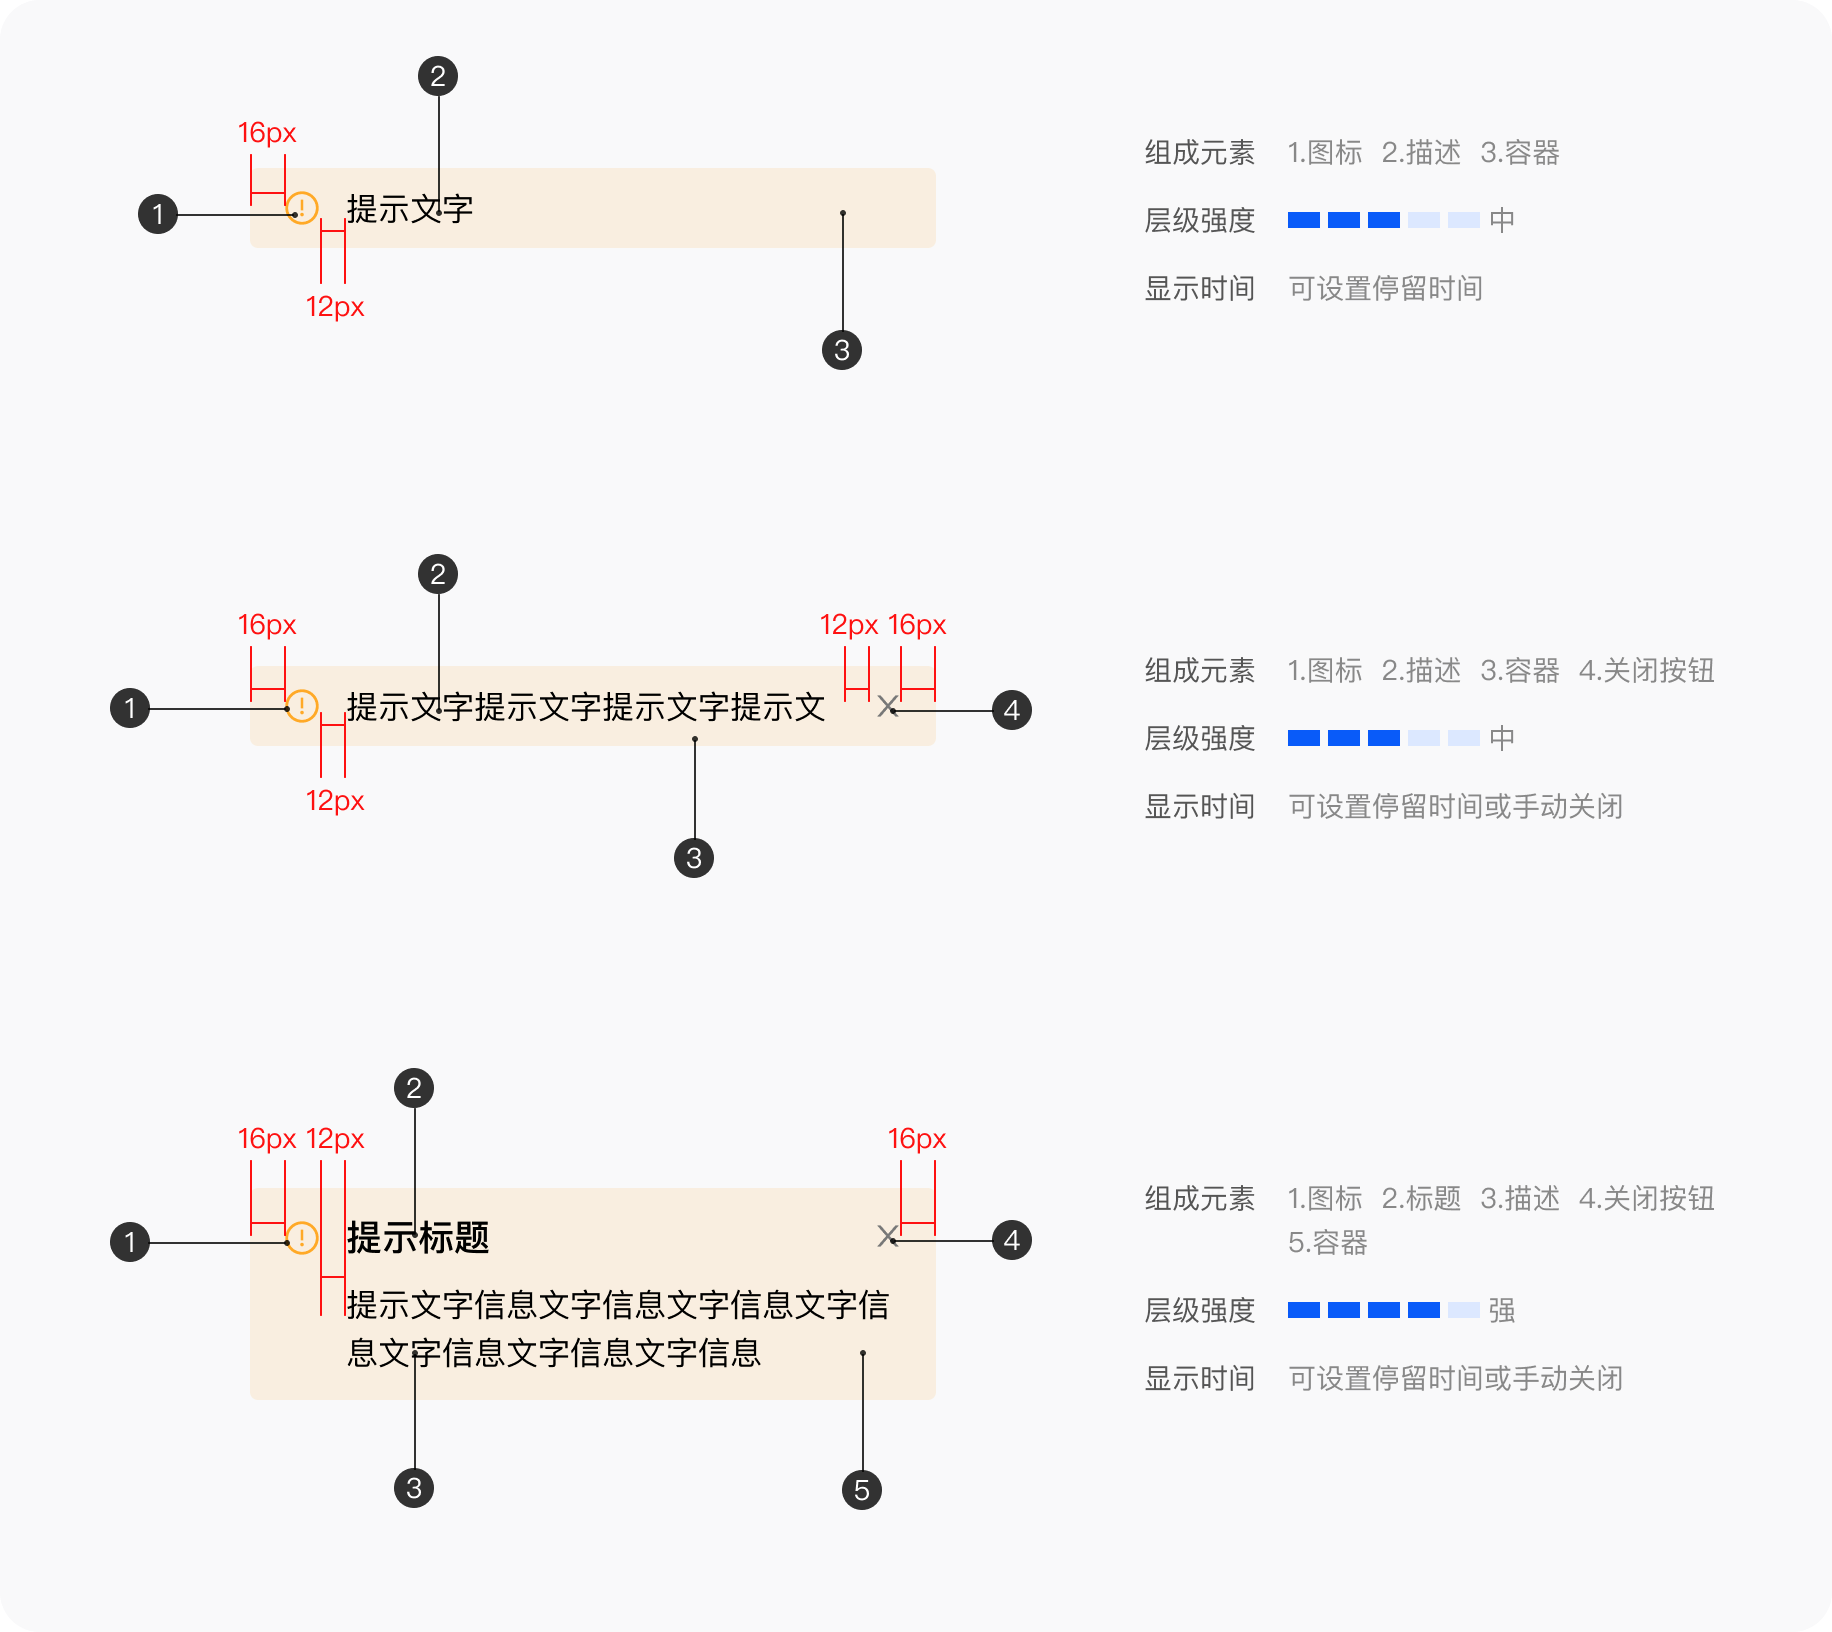 2
16px
1
提示文字
12px
3
组成元素 1.图标 2.描述 3.容器
层级强度 中
显示时间 可设置停留时间
2
16px
12px 16px
1
提示文字提示文字提示文字提示文
X
4
12px
3
组成元素 1.图标 2.描述 3.容器 4.关闭按钮
层级强度 中
显示时间 可设置停留时间或手动关闭
2
16px 12px
16px
1
提示标题
X
4
提示文字信息文字信息文字信息文字信
息文字信息文字信息文字信息
3
5
组成元素 1.图标 2.标题 3.描述 4.关闭按钮
5.容器
层级强度 强
显示时间 可设置停留时间或手动关闭